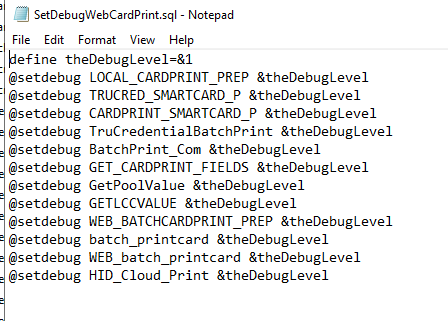 SetDebugWebCardPrint.sql - Notepad
File Edit Format View Help
define theDebugLevel=&1
@setdebug LOCAL_CARDPRINT_PREP &theDebugLevel
@setdebug TRUCRED_SMARTCARD_P &theDebugLevel
@setdebug CARDPRINT_SMARTCARD_P &theDebugLevel
@setdebug TruCredentialBatchPrint &theDebugLevel
@setdebug BatchPrint_Com &theDebugLevel
@setdebug GET_CARDPRINT_FIELDS &theDebugLevel
@setdebug GetPoolValue &theDebugLevel
@setdebug GETLCCVALUE &theDebugLevel
@setdebug WEB_BATCHCARDPRINT_PREP &theDebugLevel
@setdebug batch_printcard &theDebugLevel
@setdebug WEB_batch_printcard &theDebugLevel
@setdebug HID_Cloud_Print &theDebugLevel